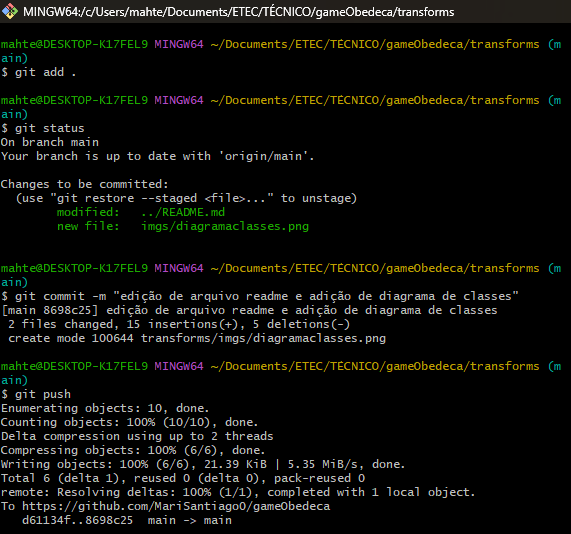 MINGW64:/c/Users/mahte/Documents/ETEC/TÉCNICO/gameObedeca/transforms
mahte@DESKTOP-K17FEL9 MINGW64 ~/Documents/ETEC/TÉCNICO/gameObedeca/transforms (m
ain)
$ git add .
mahte@DESKTOP-K17FEL9 MINGW64 ~/Documents/ETEC/TÉCNICO/gameObedeca/transforms (m
ain)
$ git status
On branch main
Your branch is up to date with 'origin/main'.
Changes to be committed:
  (use "git restore --staged <file>..." to unstage)
        modified:   ../README.md
        new file:   imgs/diagramaclasses.png
mahte@DESKTOP-K17FEL9 MINGW64 ~/Documents/ETEC/TÉCNICO/gameObedeca/transforms (m
ain)
$ git commit -m "edição de arquivo readme e adição de diagrama de classes"
[main 8698c25] edição de arquivo readme e adição de diagrama de classes
 2 files changed, 15 insertions(+), 5 deletions(-)
 create mode 100644 transforms/imgs/diagramaclasses.png
mahte@DESKTOP-K17FEL9 MINGW64 ~/Documents/ETEC/TÉCNICO/gameObedeca/transforms (m
ain)
$ git push
Enumerating objects: 10, done.
Counting objects: 100% (10/10), done.
Delta compression using up to 2 threads
Compressing objects: 100% (6/6), done.
Writing objects: 100% (6/6), 21.39 KiB | 5.35 MiB/s, done.
Total 6 (delta 1), reused 0 (delta 0), pack-reused 0
remote: Resolving deltas: 100% (1/1), completed with 1 local object.
To https://github.com/MariSantiago0/gameObedeca
   d61134f..8698c25  main -> main